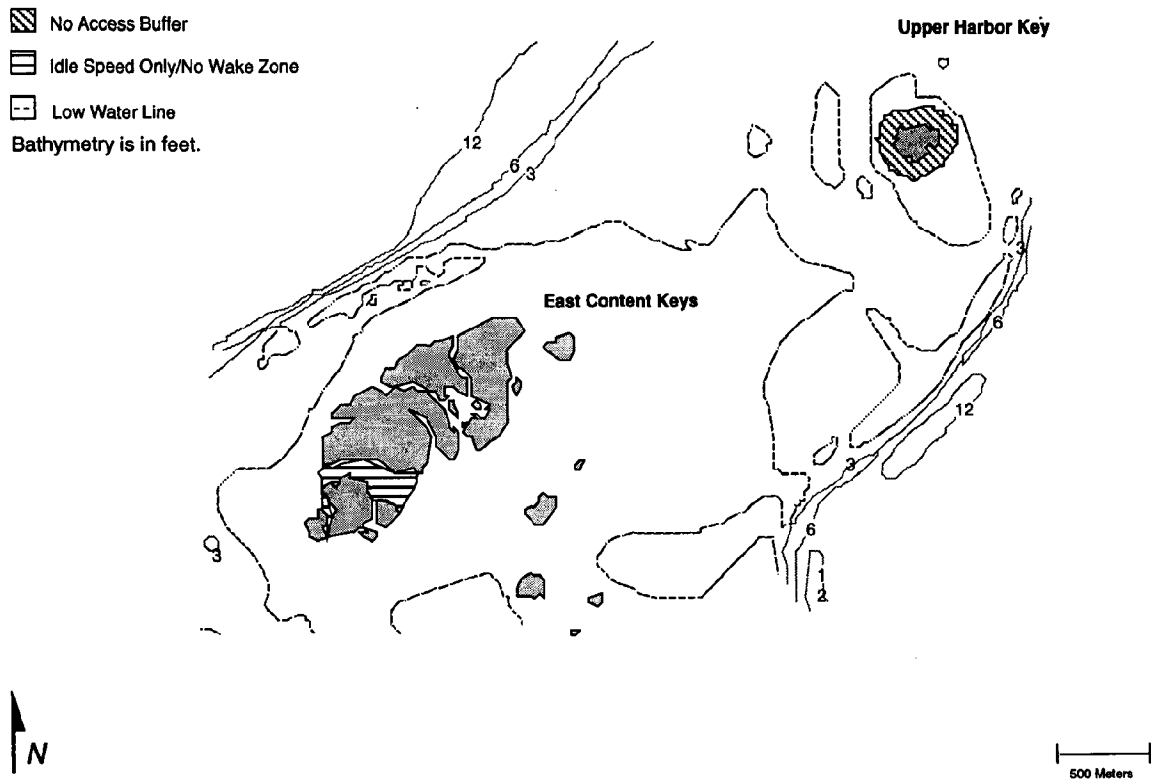 No Access Buffer
Idle Speed Only/No Wake Zone
Low Water Line
Bathymetry is in feet.
Upper Harbor Key
12
6
3
East Content Keys
3
6
12
3
6
3
1
2
N
500 Meters